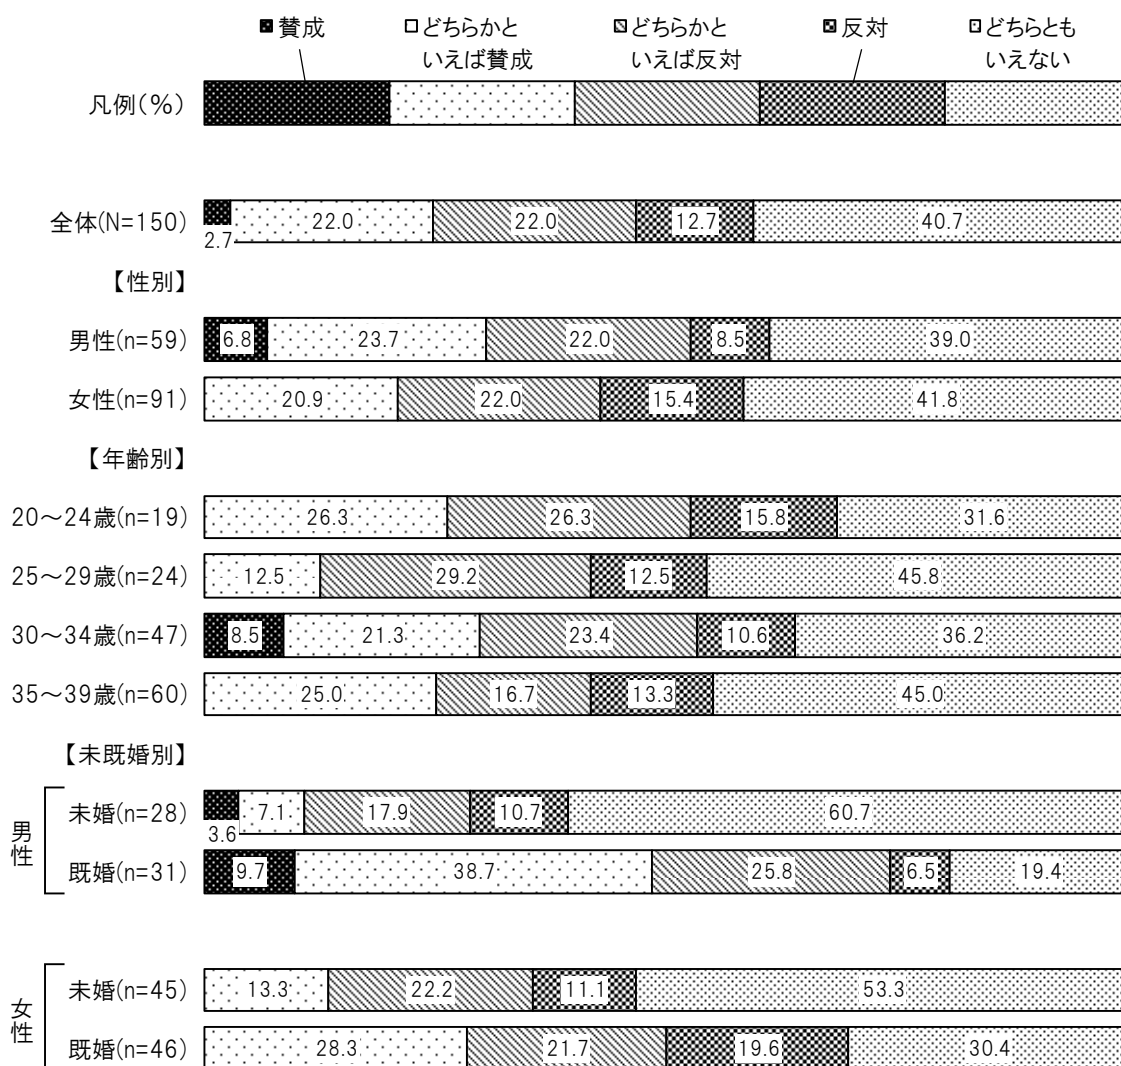 賛成 どちらかと どちらかと 反対 どちらとも
いえば賛成 いえば反対 いえない
凡例(%)
全体(N=150) 22.0 22.0 12.7 40.7
2.7
【性別】
男性(n=59) 6.8 23.7 22.0 8.5 39.0
女性(n=91) 20.9 22.0 15.4 41.8
【年齢別】
20～24歳(n=19) 26.3 26.3 15.8 31.6
25～29歳(n=24) 12.5 29.2 12.5 45.8
30～34歳(n=47) 8.5 21.3 23.4 10.6 36.2
35～39歳(n=60) 25.0 16.7 13.3 45.0
【未既婚別】
男性
未婚(n=28) 7.1 17.9 10.7 60.7
3.6
既婚(n=31) 9.7 38.7 25.8 6.5 19.4
女性
未婚(n=45) 13.3 22.2 11.1 53.3
既婚(n=46) 28.3 21.7 19.6 30.4